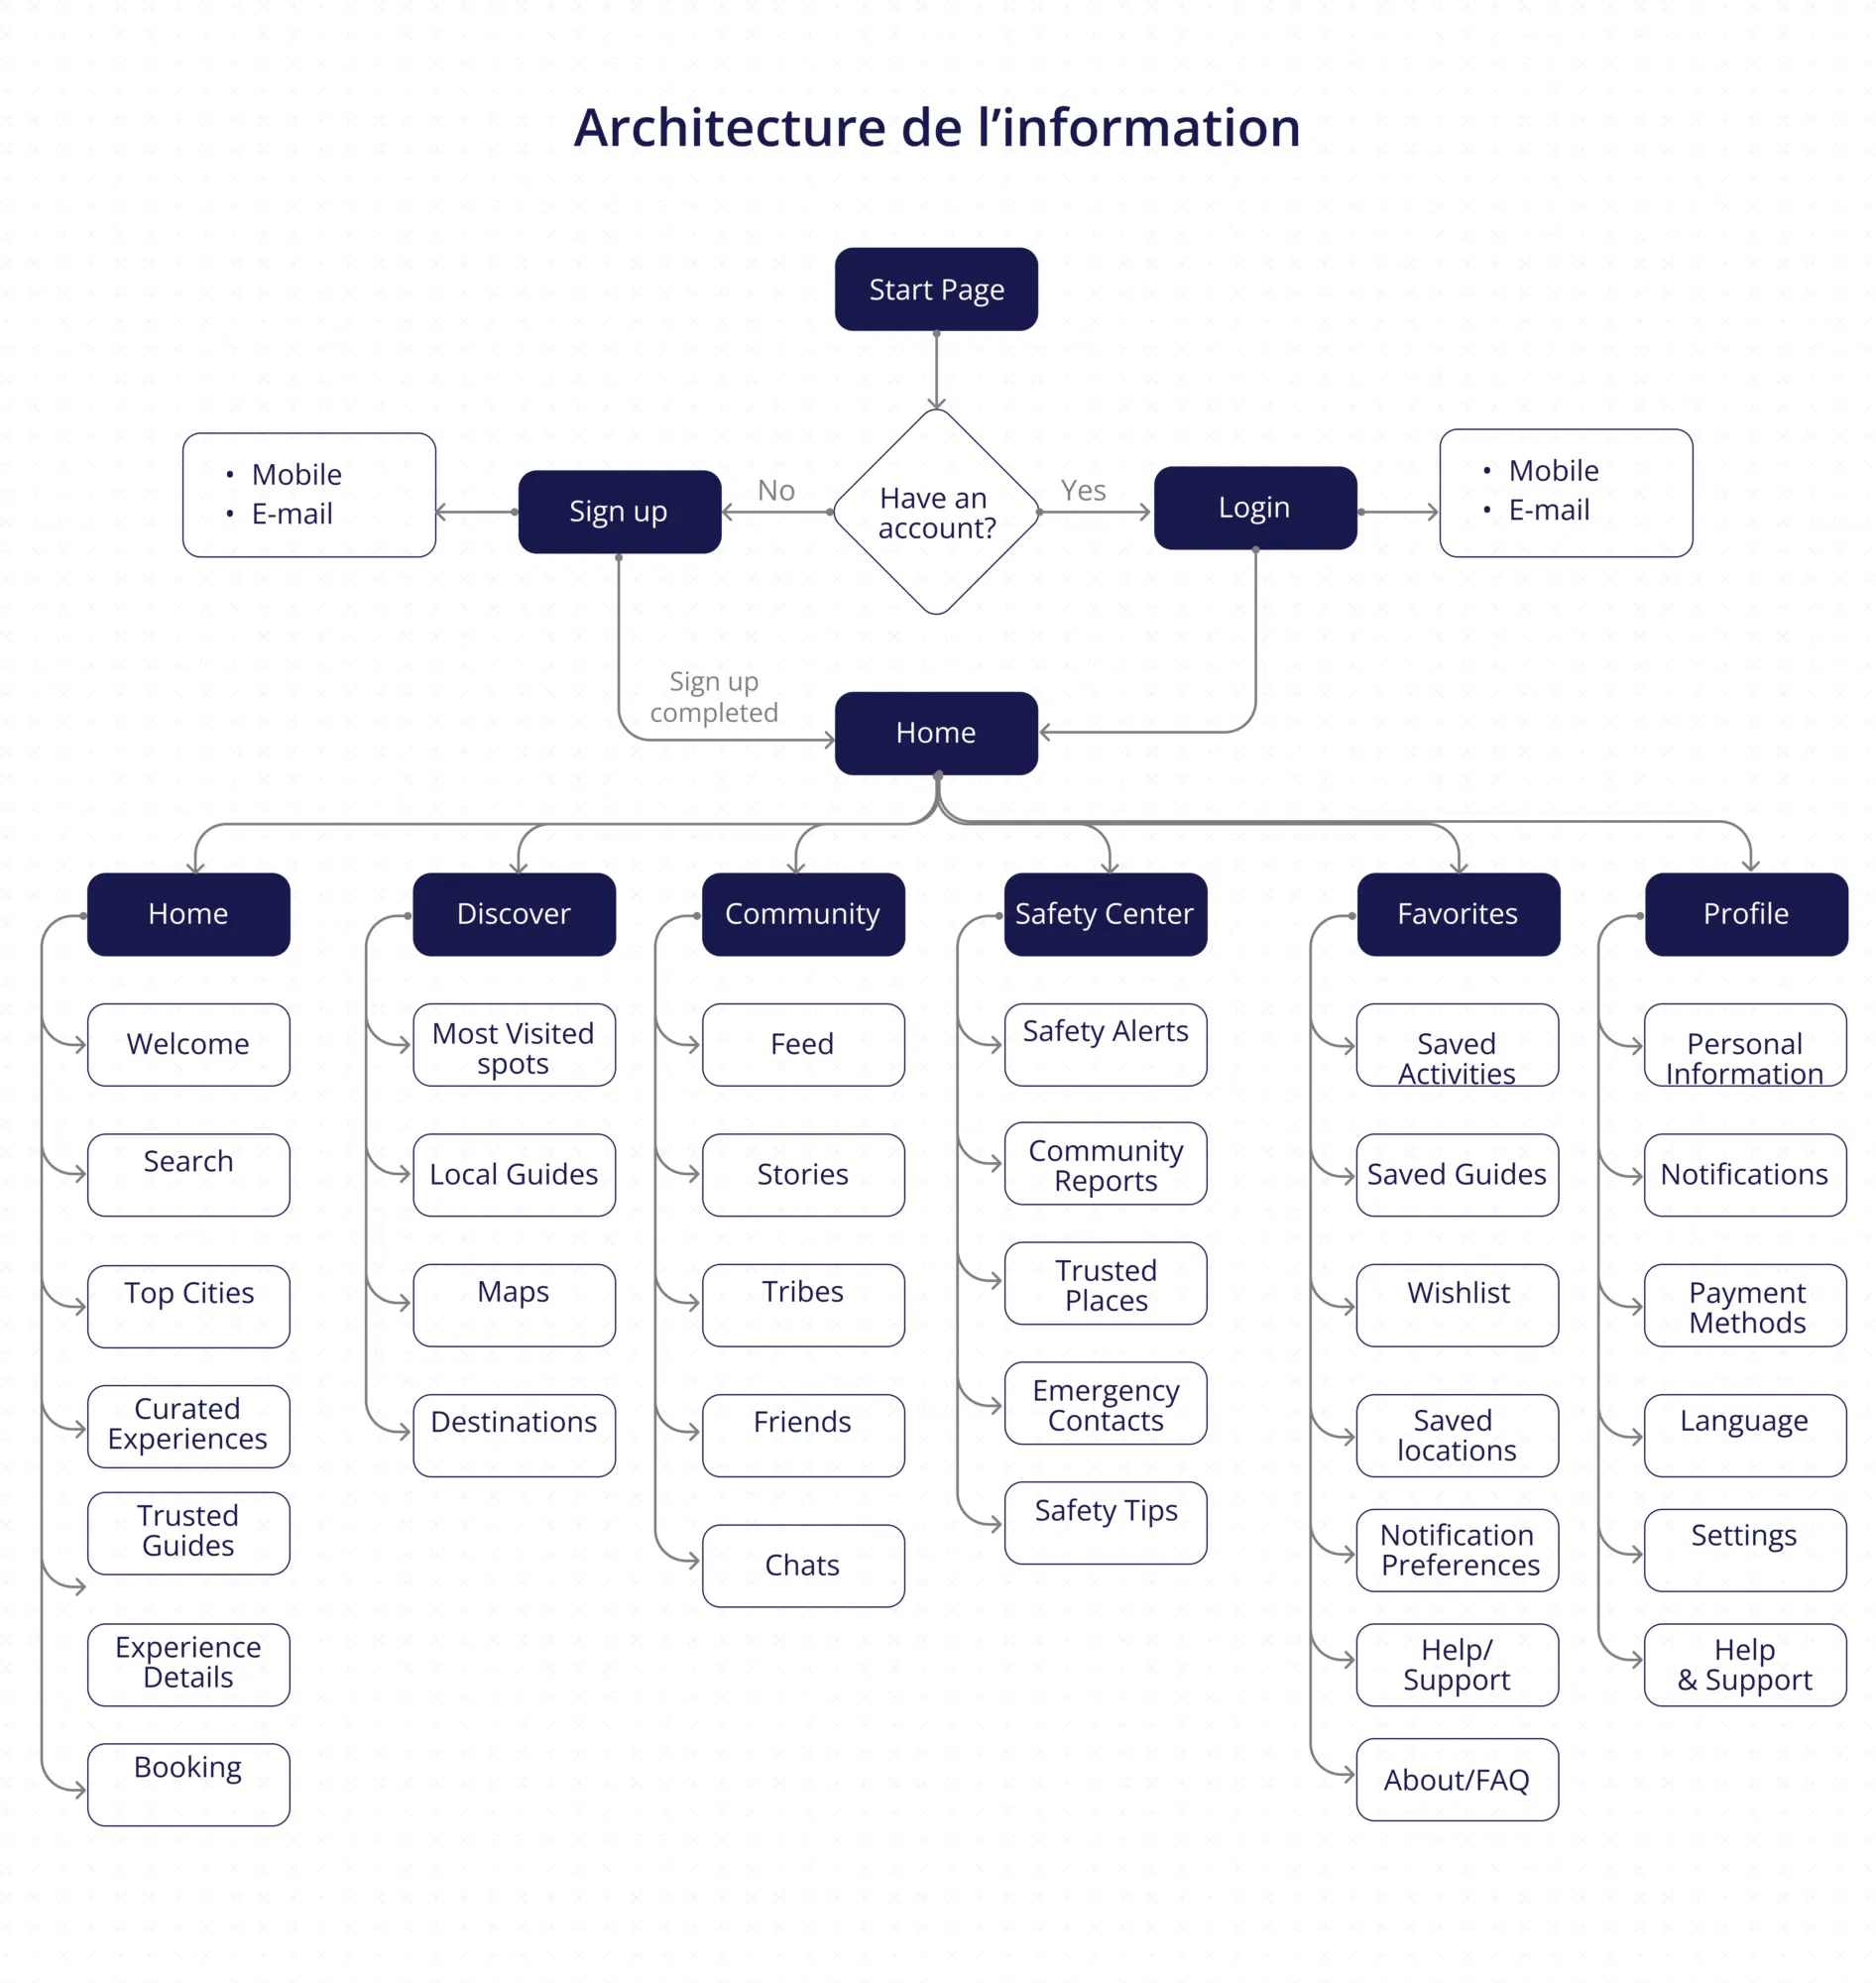 Architecture de l’information
Start Page
• Mobile
• E-mail
Sign up
No
Have an
account?
Yes
Login
• Mobile
• E-mail
Sign up
completed
Home
Home
Discover
Community
Safety Center
Favorites
Profile
Welcome
Search
Top Cities
Curated
Experiences
Trusted
Guides
Experience
Details
Booking
Most Visited
spots
Local Guides
Maps
Destinations
Feed
Stories
Tribes
Friends
Chats
Safety Alerts
Community
Reports
Trusted
Places
Emergency
Contacts
Safety Tips
Saved
Activities
Saved Guides
Wishlist
Saved
locations
Notification
Preferences
Help/
Support
About/FAQ
Personal
Information
Notifications
Payment
Methods
Language
Settings
Help
& Support